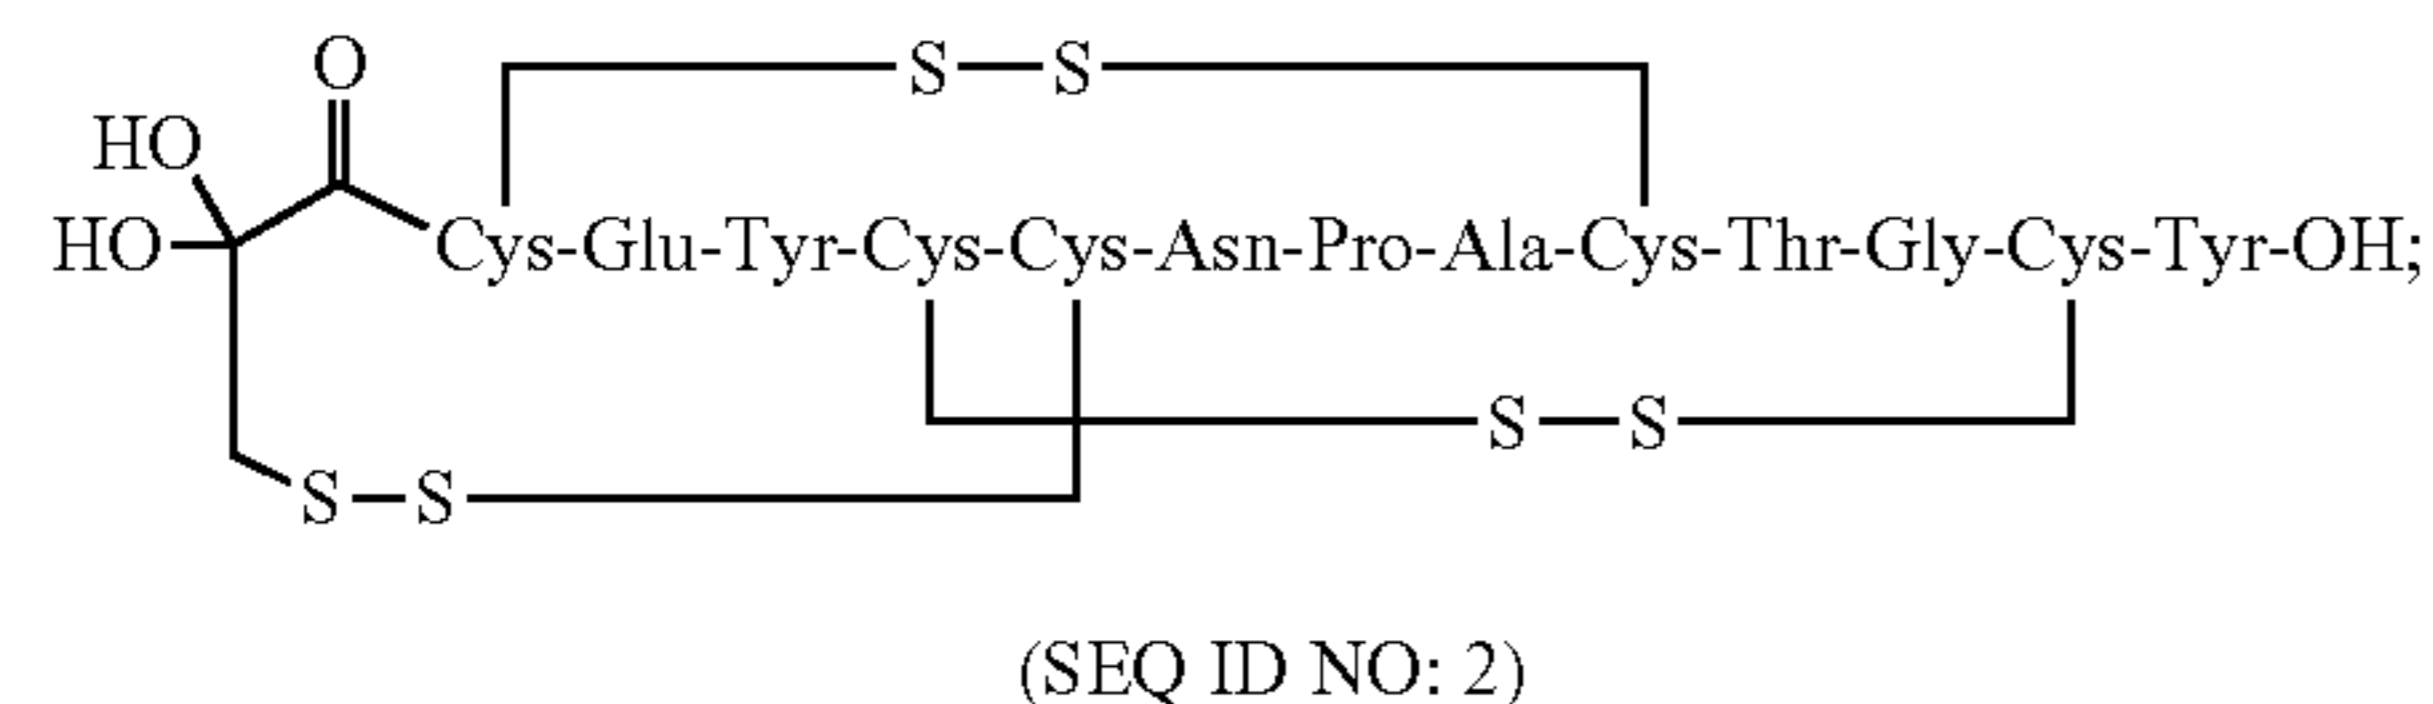 O
S—S
HO
HO
Cys-Glu-Tyr-Cys-Cys-Asn-Pro-Ala-Cys-Thr-Gly-Cys-Tyr-OH;
S—S
S—S
(SEQ ID NO: 2)